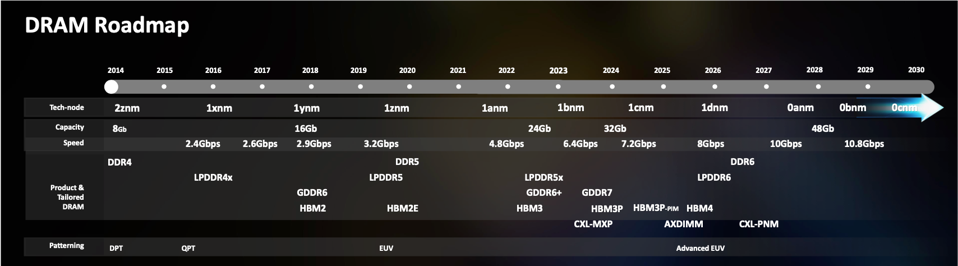 DRAM Roadmap
2014 2015 2016 2017 2018 2019 2020 2021 2022 2023 2024 2025 2026 2027 2028 2029 2030
Tech-node 2znm 1xnm 1ynm 1znm 1anm 1bnm 1cnm 1dnm 0anm 0bnm 0cnm
Capacity 8Gb 16Gb 24Gb 32Gb 48Gb
Speed 2.4Gbps 2.6Gbps 2.9Gbps 3.2Gbps 4.8Gbps 6.4Gbps 7.2Gbps 8Gbps 10Gbps 10.8Gbps
Product &
Tailored
DRAM
DDR4 DDR5 DDR6
LPDDR4x LPDDR5 LPDDR5x LPDDR6
GDDR6 GDDR6+ GDDR7
HBM2 HBM2E HBM3 HBM3P HBM3P-PIM HBM4
CXL-MXP AXDIMM CXL-PNM
Patterning DPT QPT EUV Advanced EUV